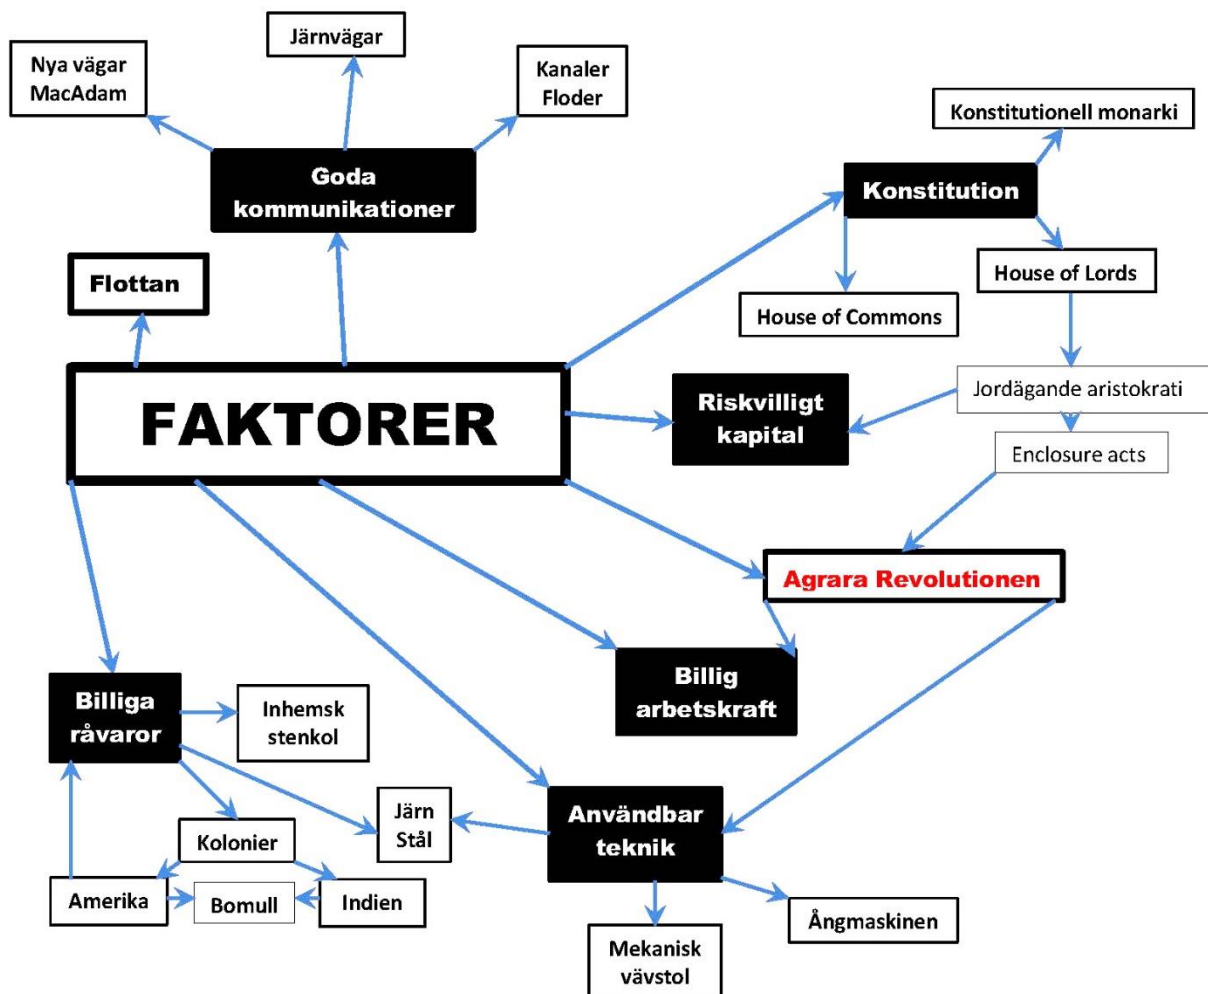 Järnvägar
Nya vägar
MacAdam
Kanaler
Floder
Konstitutionell monarki
Goda
kommunikationer
Konstitution
Flottan
House of Lords
House of Commons
FAKTORER
Riskvilligt
kapital
Jordägande aristokrati
Enclosure acts
Agrara Revolutionen
Billig
arbetskraft
Billiga
råvaror
Inhemsk
stenkol
Järn
Stål
Användbar
teknik
Kolonier
Amerika
Bomull
Indien
Ångmaskinen
Mekanisk
vävstol